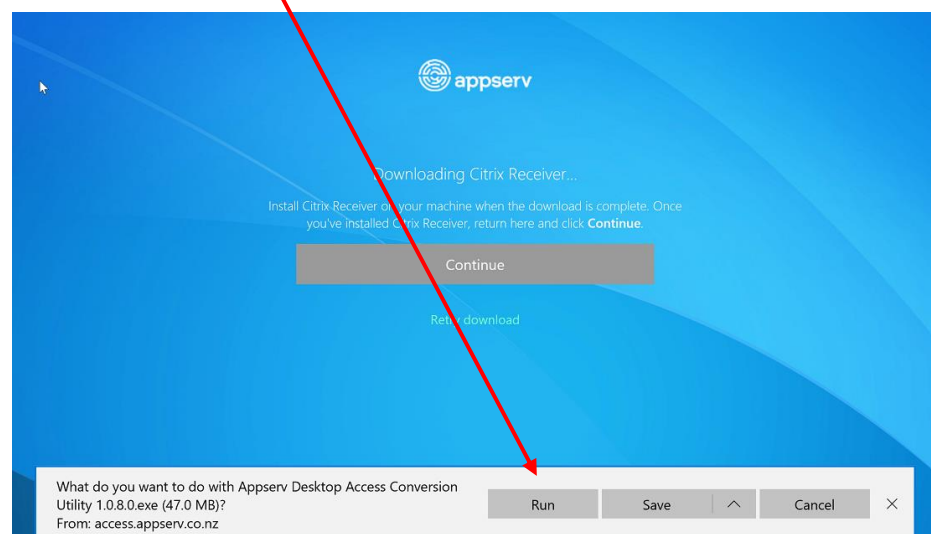 appserv
Downloading Citrix Receiver...
Install Citrix Receiver on your machine when the download is complete. Once
you've installed Citrix Receiver, return here and click Continue.
Continue
Retry download
What do you want to do with Appserv Desktop Access Conversion
Utility 1.0.8.0.exe (47.0 MB)?
From: access.appserv.co.nz
Run Save Cancel